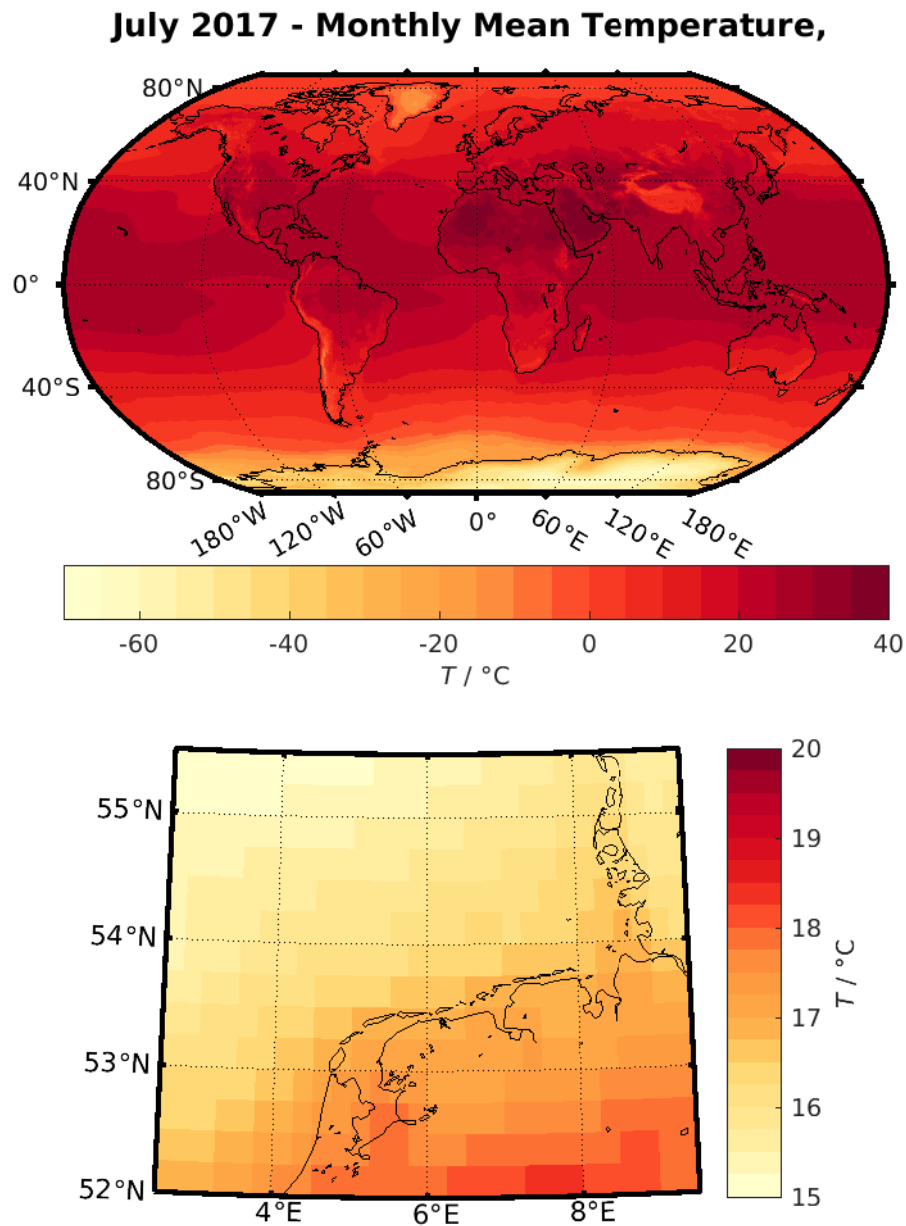 July 2017 - Monthly Mean Temperature,
80°N
40°N
0°
40°S
80°S
180°W 120°W 60°W 0° 60°E 120°E 180°E
-60 -40 -20 0 20 40
T / °C
55°N
54°N
53°N
52°N
4°E 6°E 8°E
20
19
18
17
16
15
T / °C